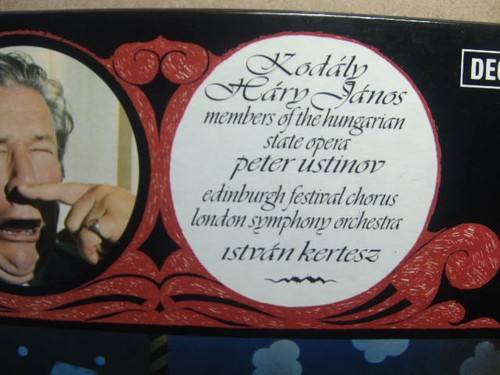 Kodály
Háry János
members of the hungarian
state opera
peter ustinov
edinburgh festival chorus
london symphony orchestra
istván kertesz